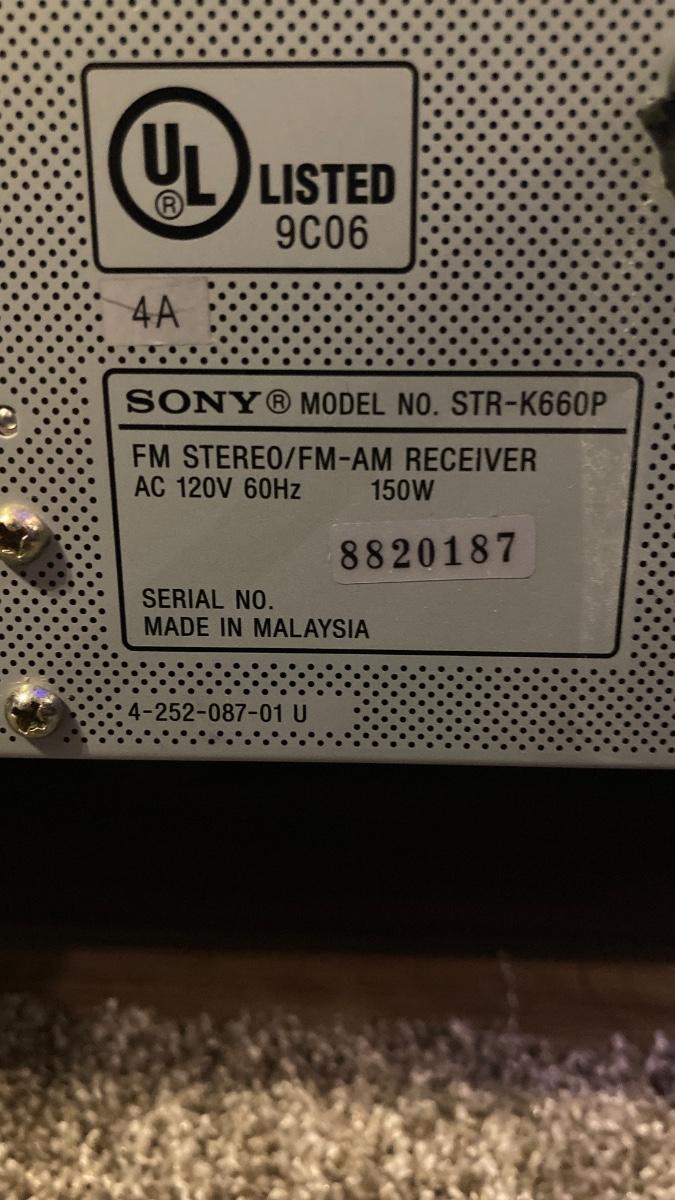 UL® LISTED
9C06
4A
SONY® MODEL NO. STR-K660P
FM STEREO/FM-AM RECEIVER
AC 120V 60Hz 150W
8820187
SERIAL NO.
MADE IN MALAYSIA
4-252-087-01 U